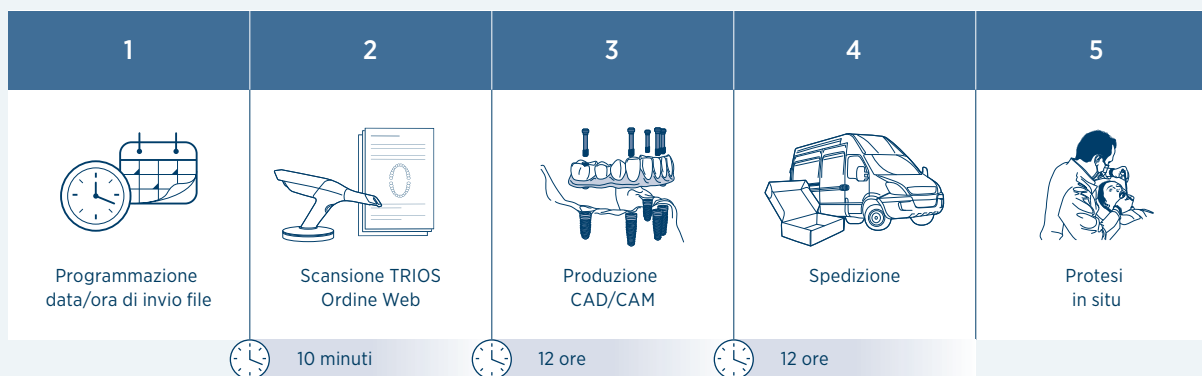 1
2
3
4
5
Programmazione
data/ora di invio file
Scansione TRIOS
Ordine Web
Produzione
CAD/CAM
Spedizione
Protesi
in situ
10 minuti
12 ore
12 ore